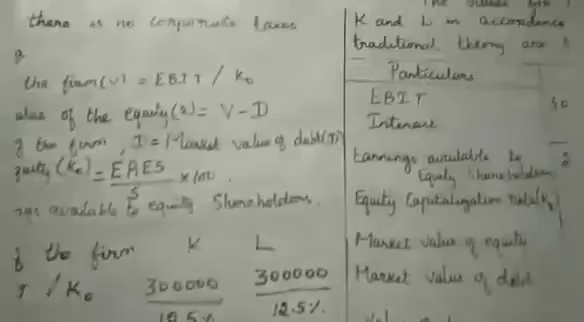 there is no corporate taxes
the firm (V) = EBIT / K₀
of the equity (s) = V - D
the firm, D = Market value of debt (D)
(Ke) = EAES / S × 100
available to equity Shareholders.
the firm K L
/ K₀ 300000 300000
12.5%
K and L in accordance
traditional theory are
Particulars
EBIT
Interest
Earnings available to
Equity Shareholders
Equity Capitalization Rate (Ke)
Market value of equity
Market value of debt